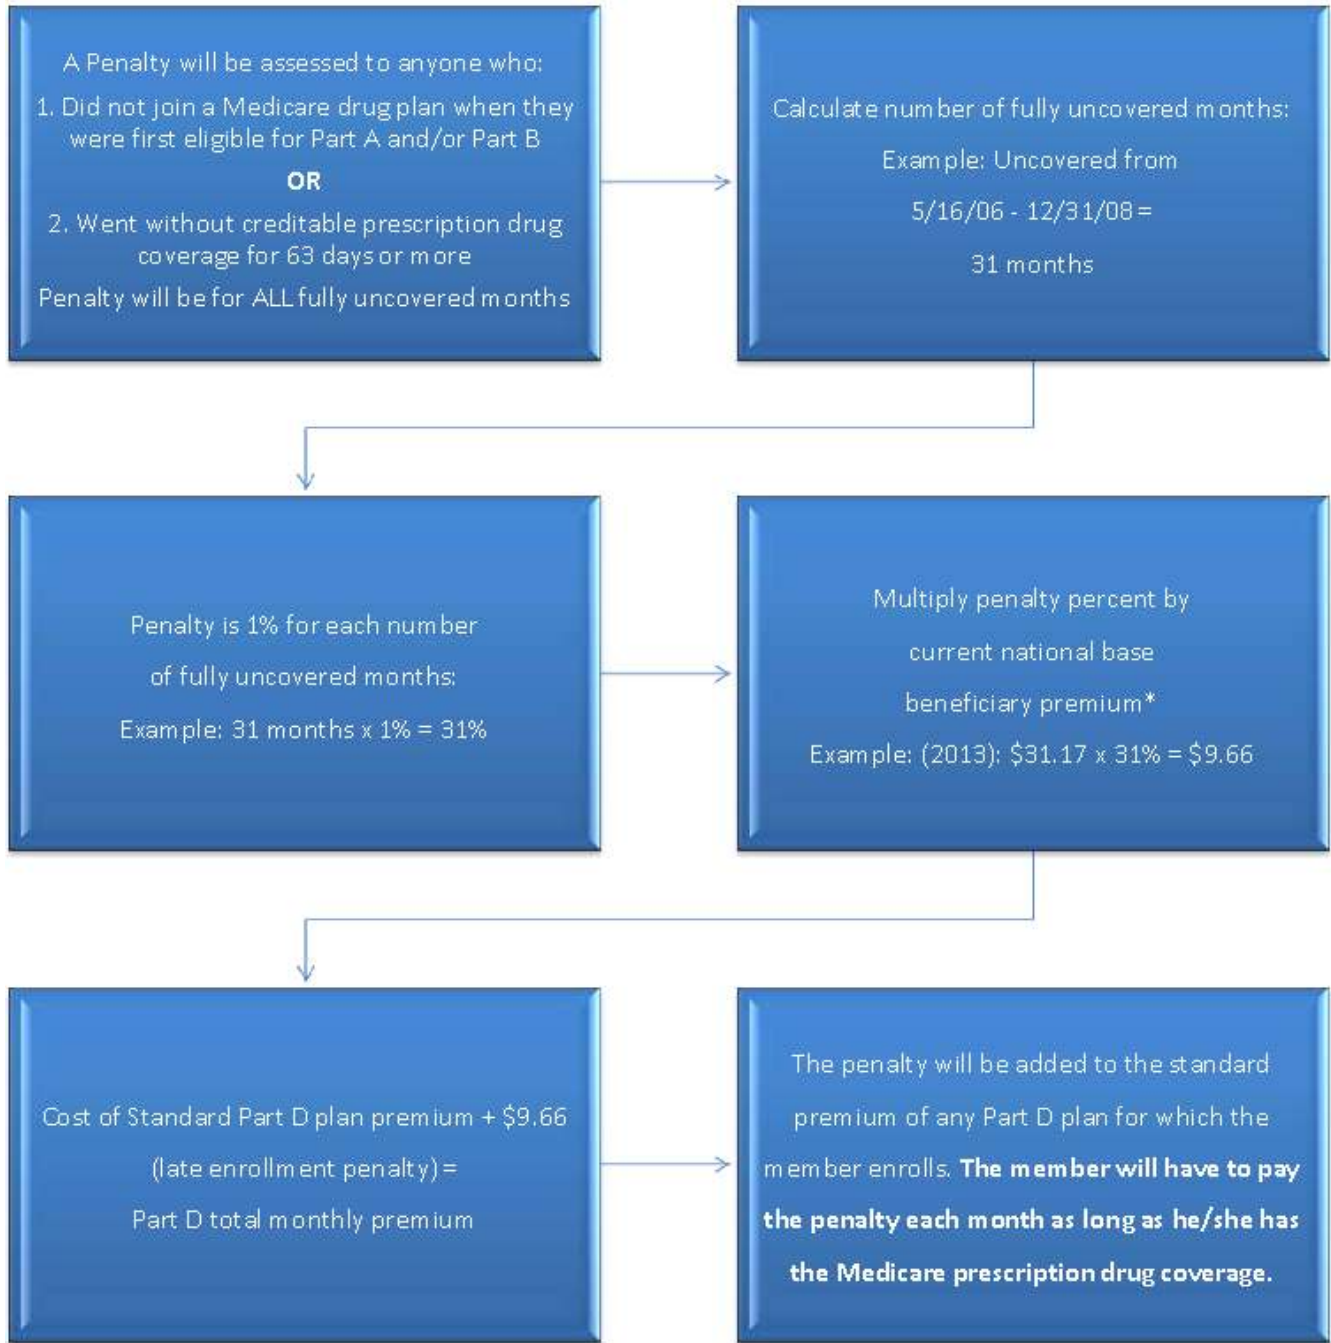 A Penalty will be assessed to anyone who:
1. Did not join a Medicare drug plan when they
were first eligible for Part A and/or Part B
OR
2. Went without creditable prescription drug
coverage for 63 days or more
Penalty will be for ALL fully uncovered months
Calculate number of fully uncovered months:
Example: Uncovered from
5/16/06 - 12/31/08 =
31 months
Penalty is 1% for each number
of fully uncovered months:
Example: 31 months x 1% = 31%
Multiply penalty percent by
current national base
beneficiary premium*
Example: (2013): $31.17 x 31% = $9.66
Cost of Standard Part D plan premium + $9.66
(late enrollment penalty) =
Part D total monthly premium
The penalty will be added to the standard
premium of any Part D plan for which the
member enrolls. The member will have to pay
the penalty each month as long as he/she has
the Medicare prescription drug coverage.